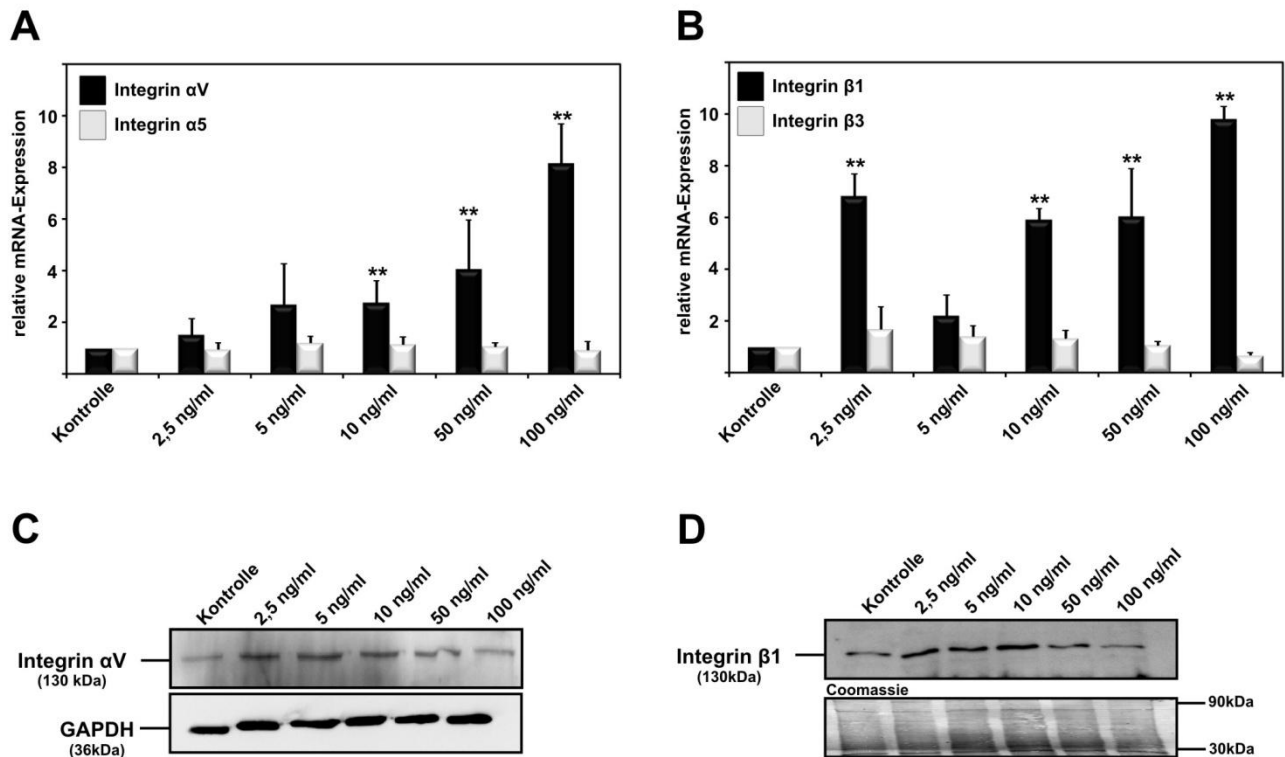 A
relative mRNA-Expression
10
8
6
4
2
Integrin αV
Integrin α5
**
**
**
Kontrolle
2,5 ng/ml
5 ng/ml
10 ng/ml
50 ng/ml
100 ng/ml
B
relative mRNA-Expression
10
8
6
4
2
Integrin β1
Integrin β3
**
**
**
**
Kontrolle
2,5 ng/ml
5 ng/ml
10 ng/ml
50 ng/ml
100 ng/ml
C
Kontrolle
2,5 ng/ml
5 ng/ml
10 ng/ml
50 ng/ml
100 ng/ml
Integrin αV
(130 kDa)
GAPDH
(36kDa)
D
Kontrolle
2,5 ng/ml
5 ng/ml
10 ng/ml
50 ng/ml
100 ng/ml
Integrin β1
(130kDa)
Coomassie
90kDa
30kDa